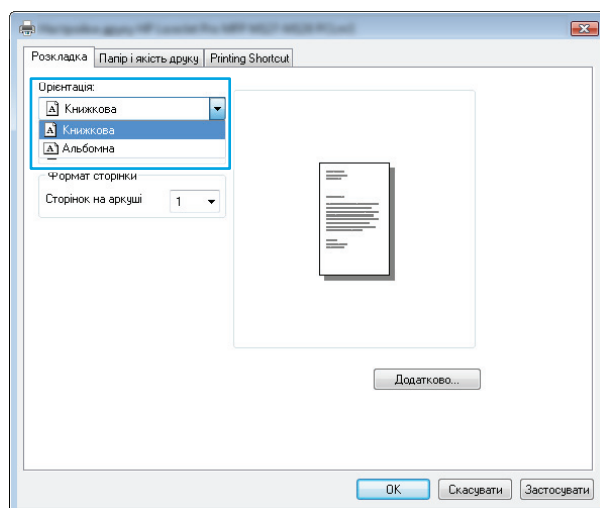 Розкладка Папір і якість друку Printing Shortcut
Орієнтація:
Книжкова
Книжкова
Альбомна
Формат сторінки
Сторінок на аркуші 1
Додатково...
OK Скасувати Застосувати